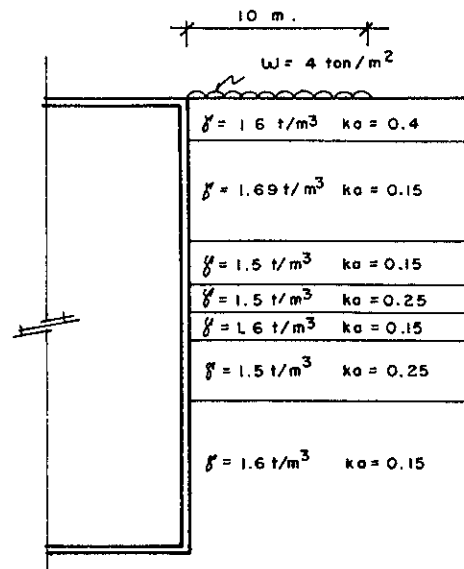 10 m.
W = 4 ton/m²
γ = 1 6 t/m³ ka = 0.4
γ = 1.69 t/m³ ka = 0.15
γ = 1.5 t/m³ ka = 0.15
γ = 1.5 t/m³ ka = 0.25
γ = 1.6 t/m³ ka = 0.15
γ = 1.5 t/m³ ka = 0.25
γ = 1.6 t/m³ ka = 0.15